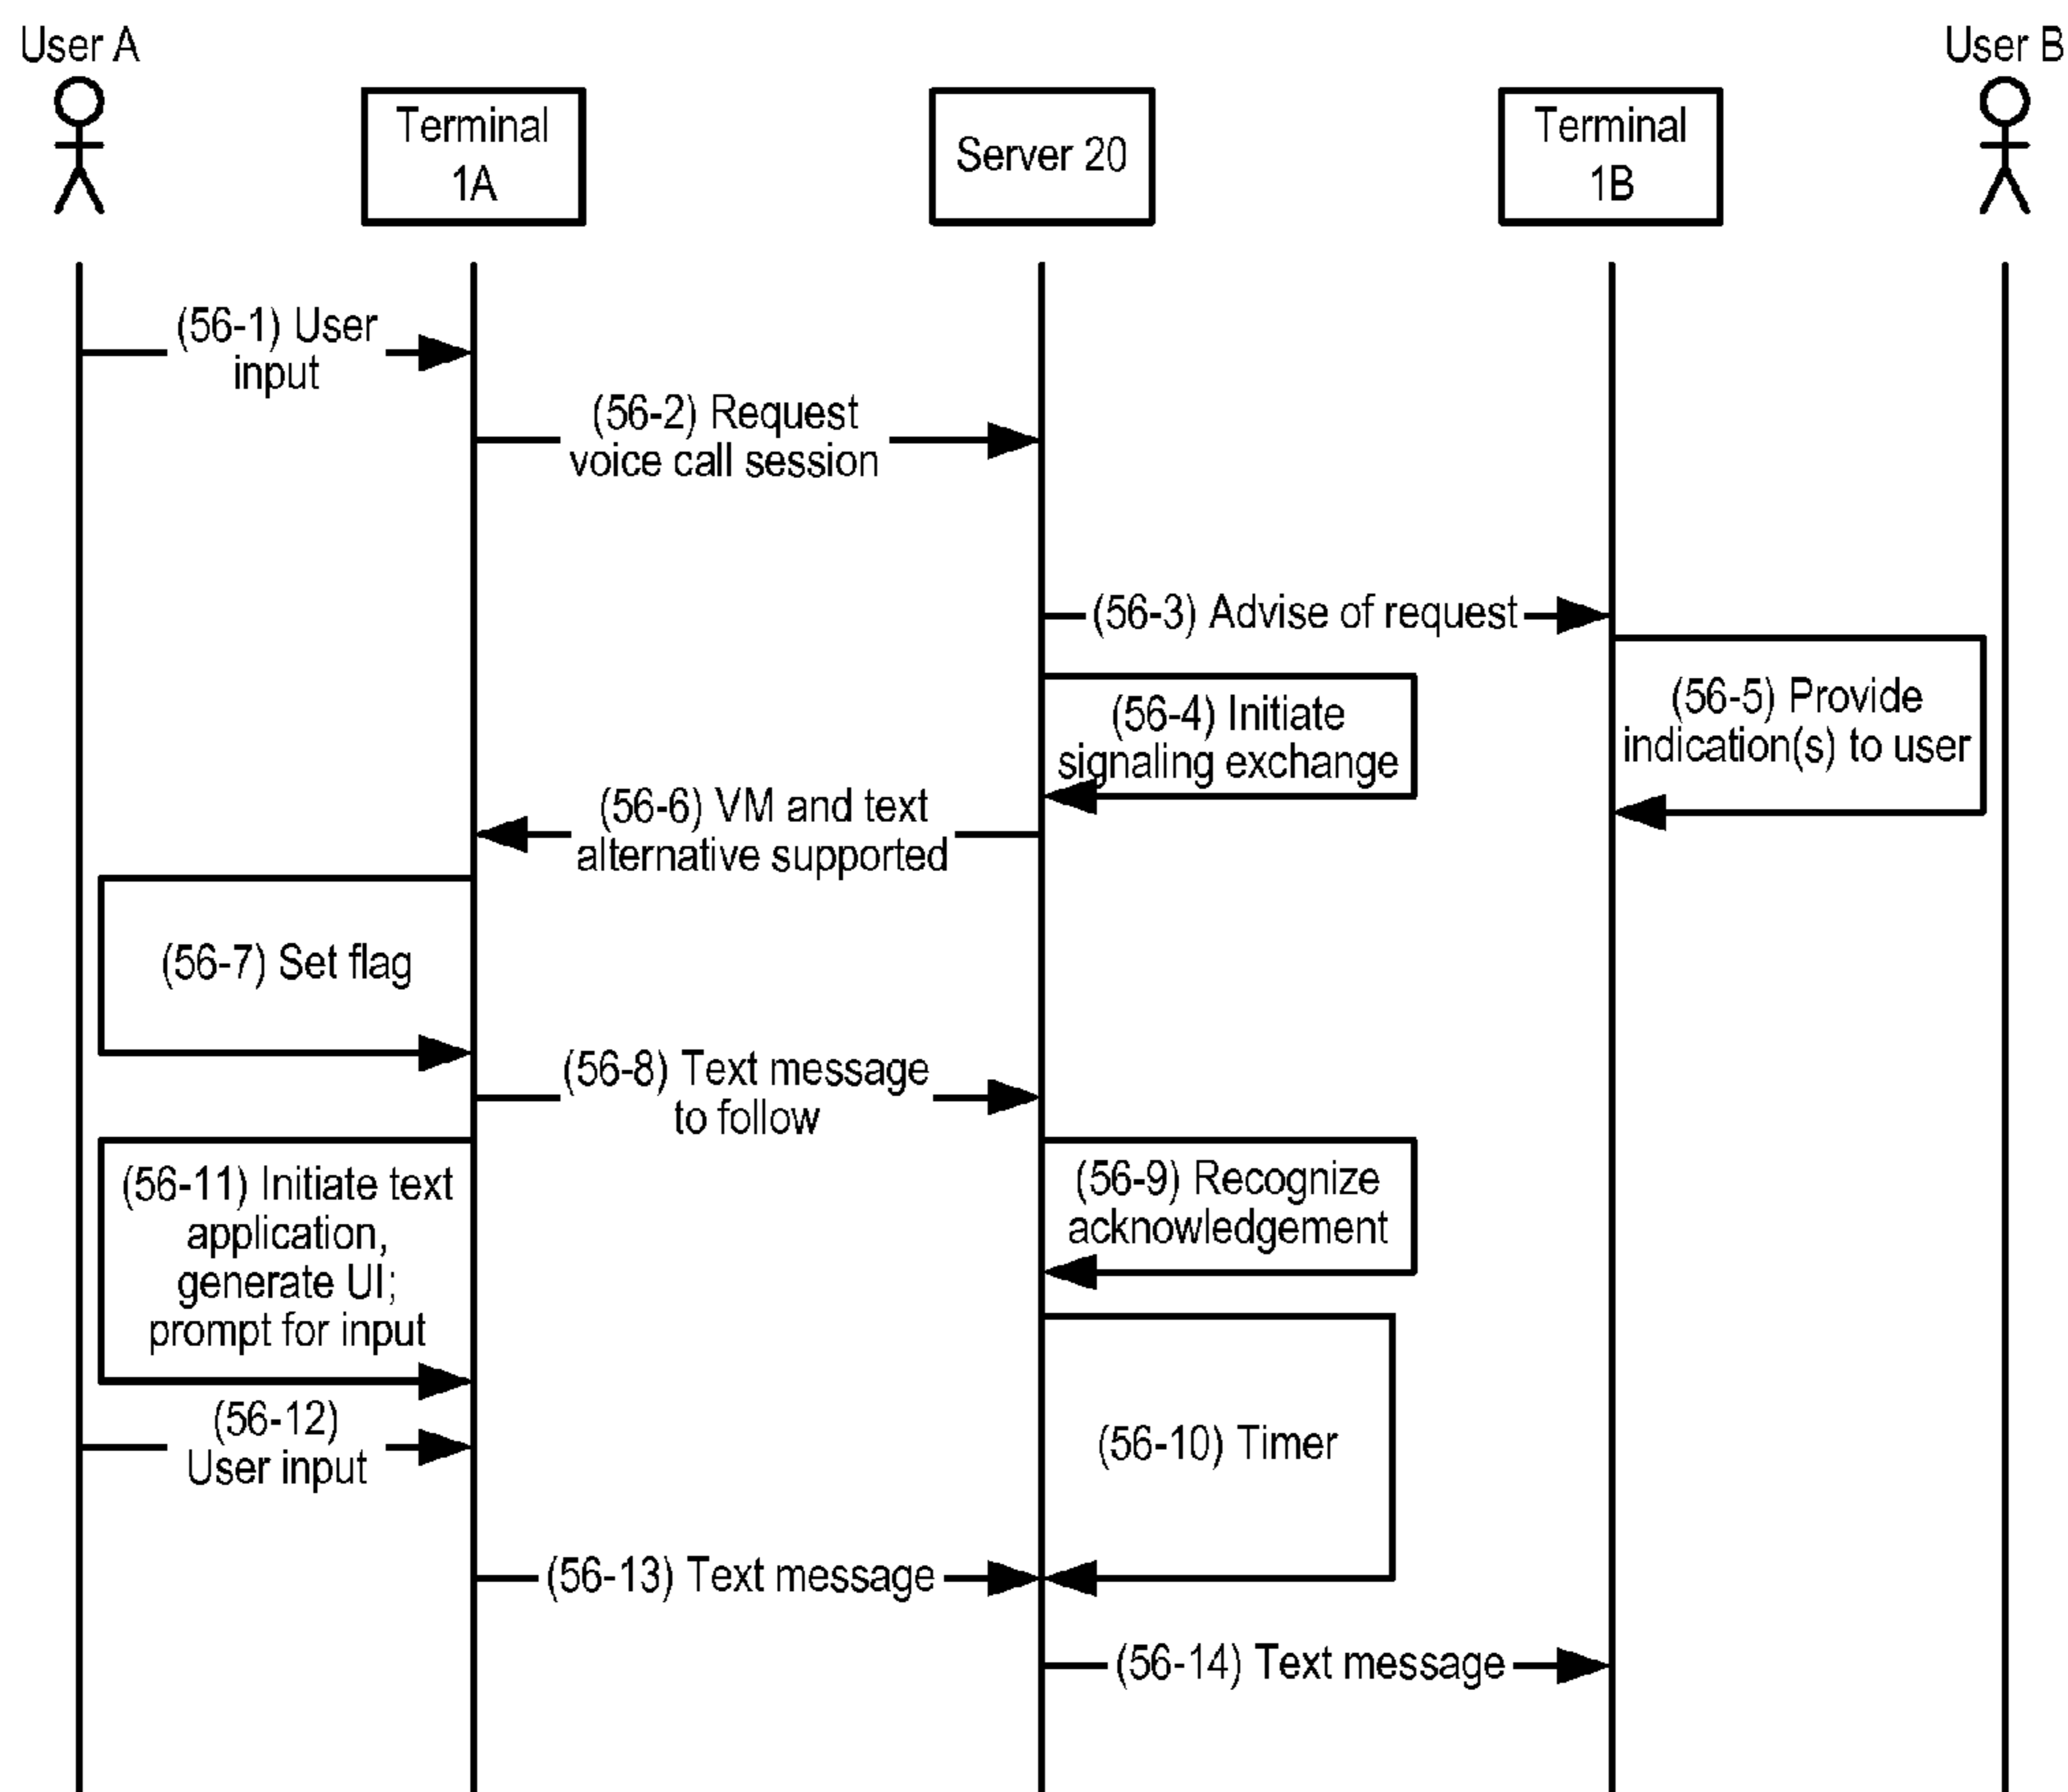 User A
User B
Terminal
1A
Server 20
Terminal
1B
(56-1) User
input
(56-2) Request
voice call session
(56-3) Advise of request
(56-4) Initiate
signaling exchange
(56-5) Provide
indication(s) to user
(56-6) VM and text
alternative supported
(56-7) Set flag
(56-8) Text message
to follow
(56-9) Recognize
acknowledgement
(56-11) Initiate text
application,
generate UI;
prompt for input
(56-12)
User input
(56-10) Timer
(56-13) Text message
(56-14) Text message